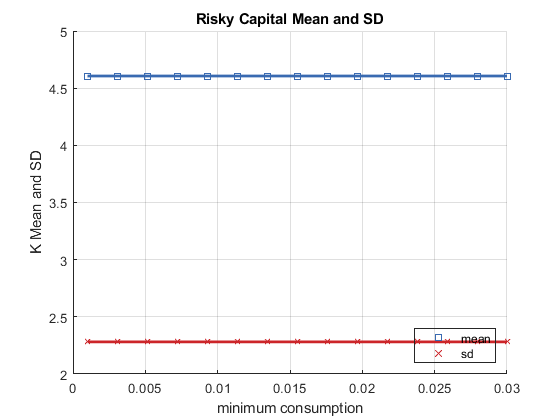 Risky Capital Mean and SD
K Mean and SD
5
4.5
4
3.5
3
2.5
2
mean
sd
0 0.005 0.01 0.015 0.02 0.025 0.03
minimum consumption